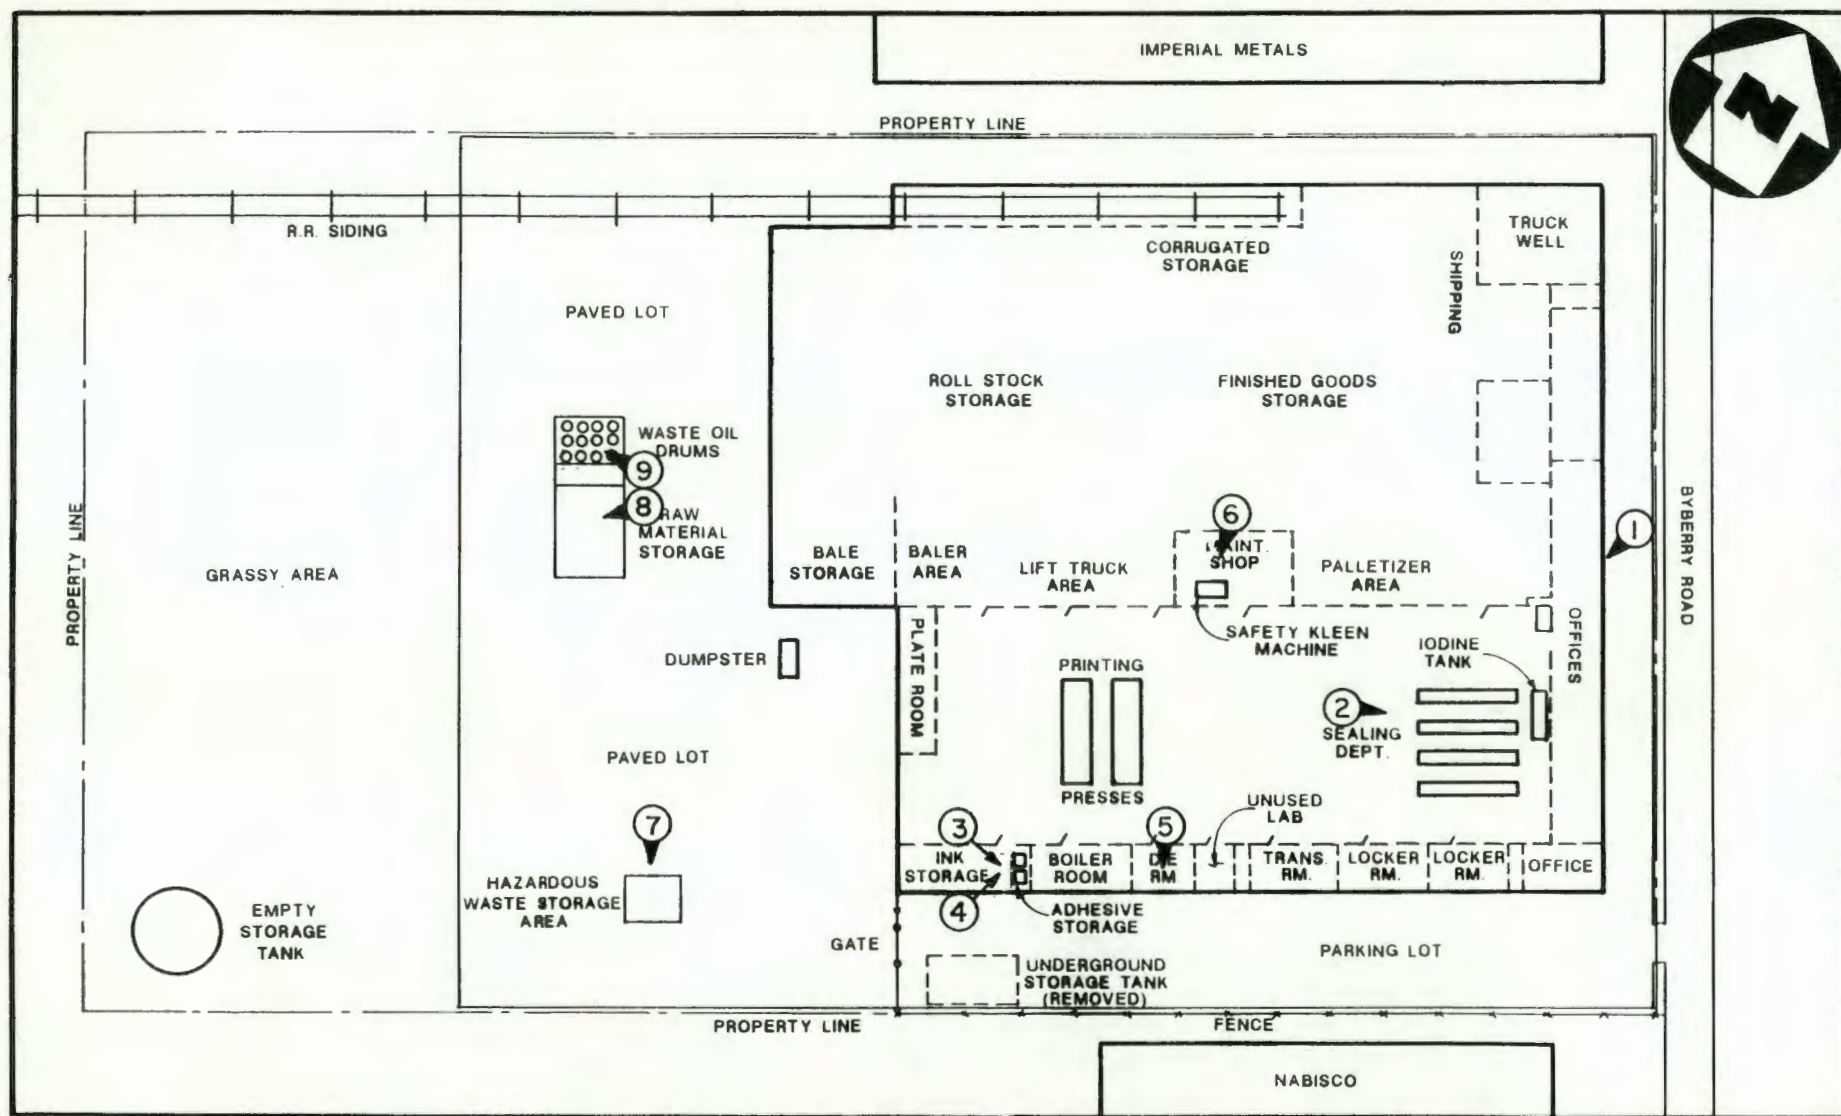 IMPERIAL METALS
N
PROPERTY LINE
R.R. SIDING
CORRUGATED
STORAGE
TRUCK
WELL
SHIPPING
PAVED LOT
ROLL STOCK
STORAGE
FINISHED GOODS
STORAGE
WASTE OIL
DRUMS
9
8
RAW
MATERIAL
STORAGE
PROPERTY LINE
GRASSY AREA
BALE
STORAGE
BALER
AREA
LIFT TRUCK
AREA
6
MAINT.
SHOP
PALLETIZER
AREA
1
BYBERRY ROAD
SAFETY KLEEN
MACHINE
OFFICES
IODINE
TANK
DUMPSTER
PLATE ROOM
PRINTING
PRESSES
2
SEALING
DEPT.
PAVED LOT
7
HAZARDOUS
WASTE STORAGE
AREA
3
4
5
UNUSED
LAB
INK
STORAGE
BOILER
ROOM
DIE
RM
TRANS.
RM.
LOCKER
RM.
LOCKER
RM.
OFFICE
ADHESIVE
STORAGE
EMPTY
STORAGE
TANK
GATE
UNDERGROUND
STORAGE TANK
(REMOVED)
PARKING LOT
PROPERTY LINE
FENCE
NABISCO